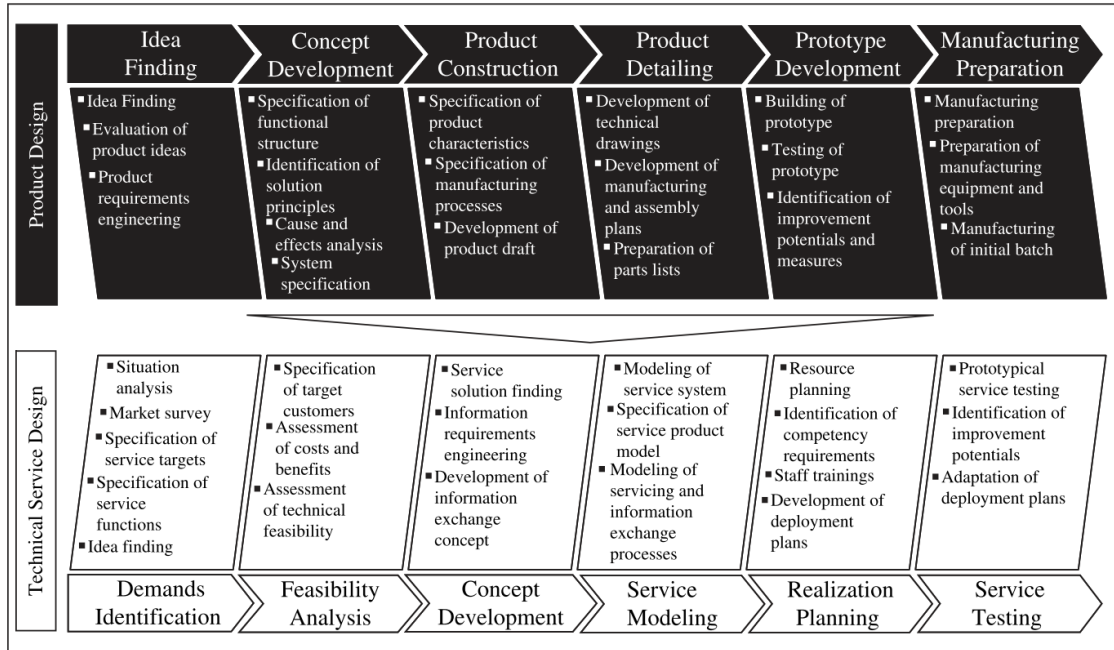 Product Design
Idea
Finding
Concept
Development
Product
Construction
Product
Detailing
Prototype
Development
Manufacturing
Preparation
Idea Finding
Evaluation of
product ideas
Product
requirements
engineering
Specification of
functional
structure
Identification of
solution
principles
Cause and
effects analysis
System
specification
Specification of
product
characteristics
Specification of
manufacturing
processes
Development of
product draft
Development of
technical
drawings
Development of
manufacturing
and assembly
plans
Preparation of
parts lists
Building of
prototype
Testing of
prototype
Identification of
improvement
potentials and
measures
Manufacturing
preparation
Preparation of
manufacturing
equipment and
tools
Manufacturing
of initial batch
Technical Service Design
Situation
analysis
Market survey
Specification of
service targets
Specification of
service
functions
Idea finding
Specification
of target
customers
Assessment
of costs and
benefits
Assessment
of technical
feasibility
Service
solution finding
Information
requirements
engineering
Development of
information
exchange
concept
Modeling of
service system
Specification of
service product
model
Modeling of
servicing and
information
exchange
processes
Resource
planning
Identification of
competency
requirements
Staff trainings
Development of
deployment
plans
Prototypical
service testing
Identification of
improvement
potentials
Adaptation of
deployment plans
Demands
Identification
Feasibility
Analysis
Concept
Development
Service
Modeling
Realization
Planning
Service
Testing